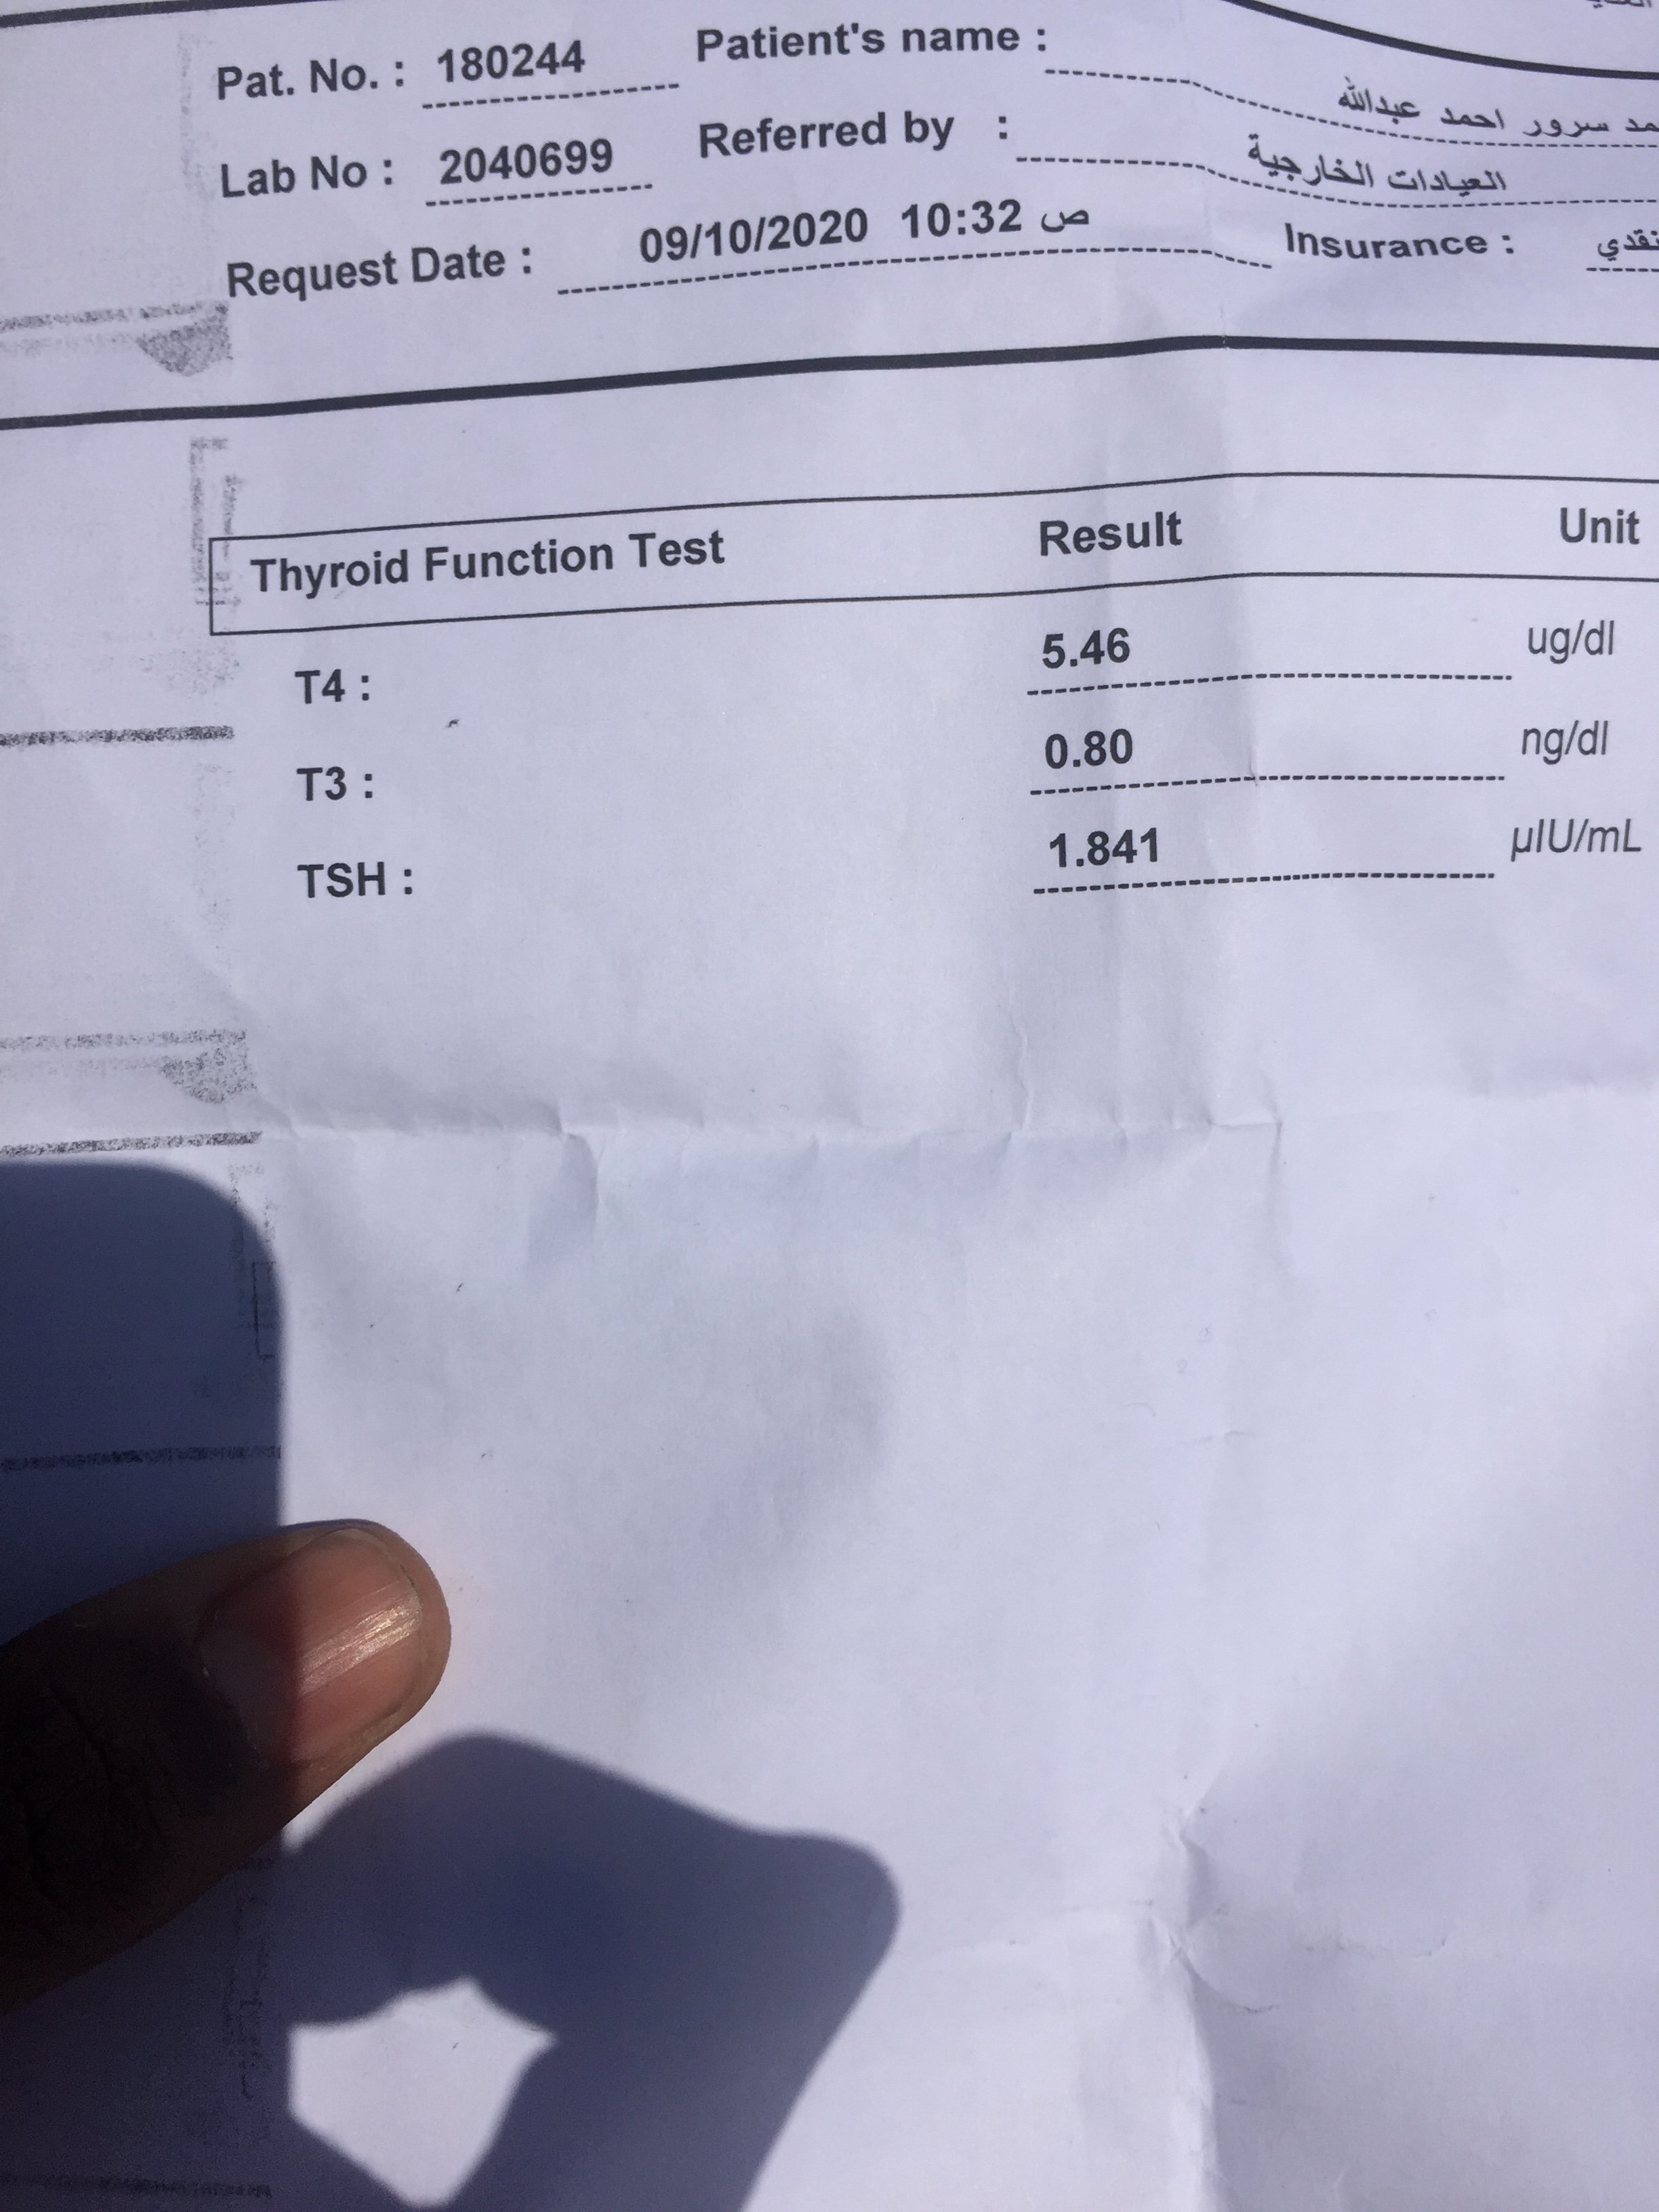 Pat. No. : 180244 Patient's name : سرور احمد عبدالله
Lab No : 2040699 Referred by : العيادات الخارجية
Request Date : 09/10/2020 10:32 ص Insurance : نقدي
Thyroid Function Test Result Unit
T4 : 5.46 ug/dl
T3 : 0.80 ng/dl
TSH : 1.841 µIU/mL